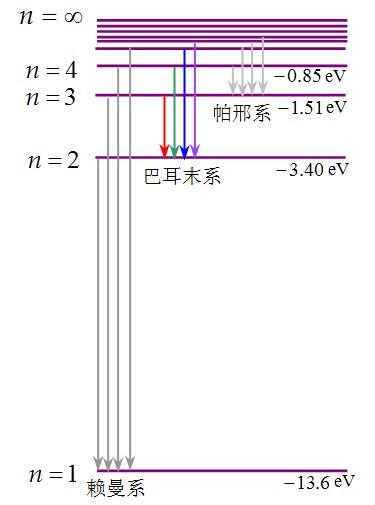 n = ∞
n = 4
−0.85 eV
n = 3
帕邢系
−1.51 eV
n = 2
巴耳末系
−3.40 eV
n = 1
赖曼系
−13.6 eV